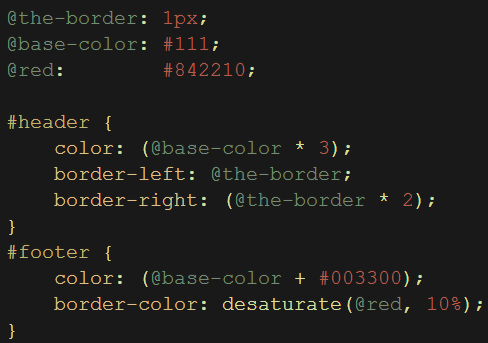 @the-border: 1px;
@base-color: #111;
@red:        #842210;

#header {
    color: (@base-color * 3);
    border-left: @the-border;
    border-right: (@the-border * 2);
}
#footer {
    color: (@base-color + #003300);
    border-color: desaturate(@red, 10%);
}